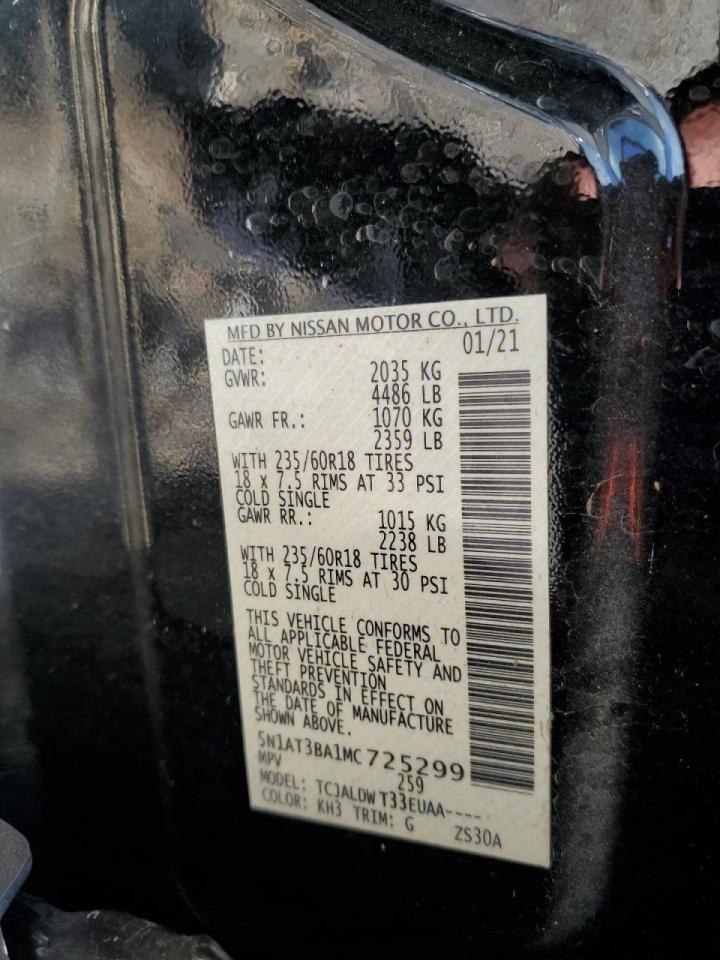 MFD BY NISSAN MOTOR CO., LTD.
DATE: 01/21
GVWR: 2035 KG
4486 LB
GAWR FR.: 1070 KG
2359 LB
WITH 235/60R18 TIRES
18 x 7.5 RIMS AT 33 PSI
COLD SINGLE
GAWR RR.: 1015 KG
2238 LB
WITH 235/60R18 TIRES
18 x 7.5 RIMS AT 30 PSI
COLD SINGLE
THIS VEHICLE CONFORMS TO
ALL APPLICABLE FEDERAL
MOTOR VEHICLE SAFETY AND
THEFT PREVENTION
STANDARDS IN EFFECT ON
THE DATE OF MANUFACTURE
SHOWN ABOVE.
5N1AT3BA1MC725299
MPV 259
MODEL: TCJALDW T33EUAA----
COLOR: KH3 TRIM: G ZS30A